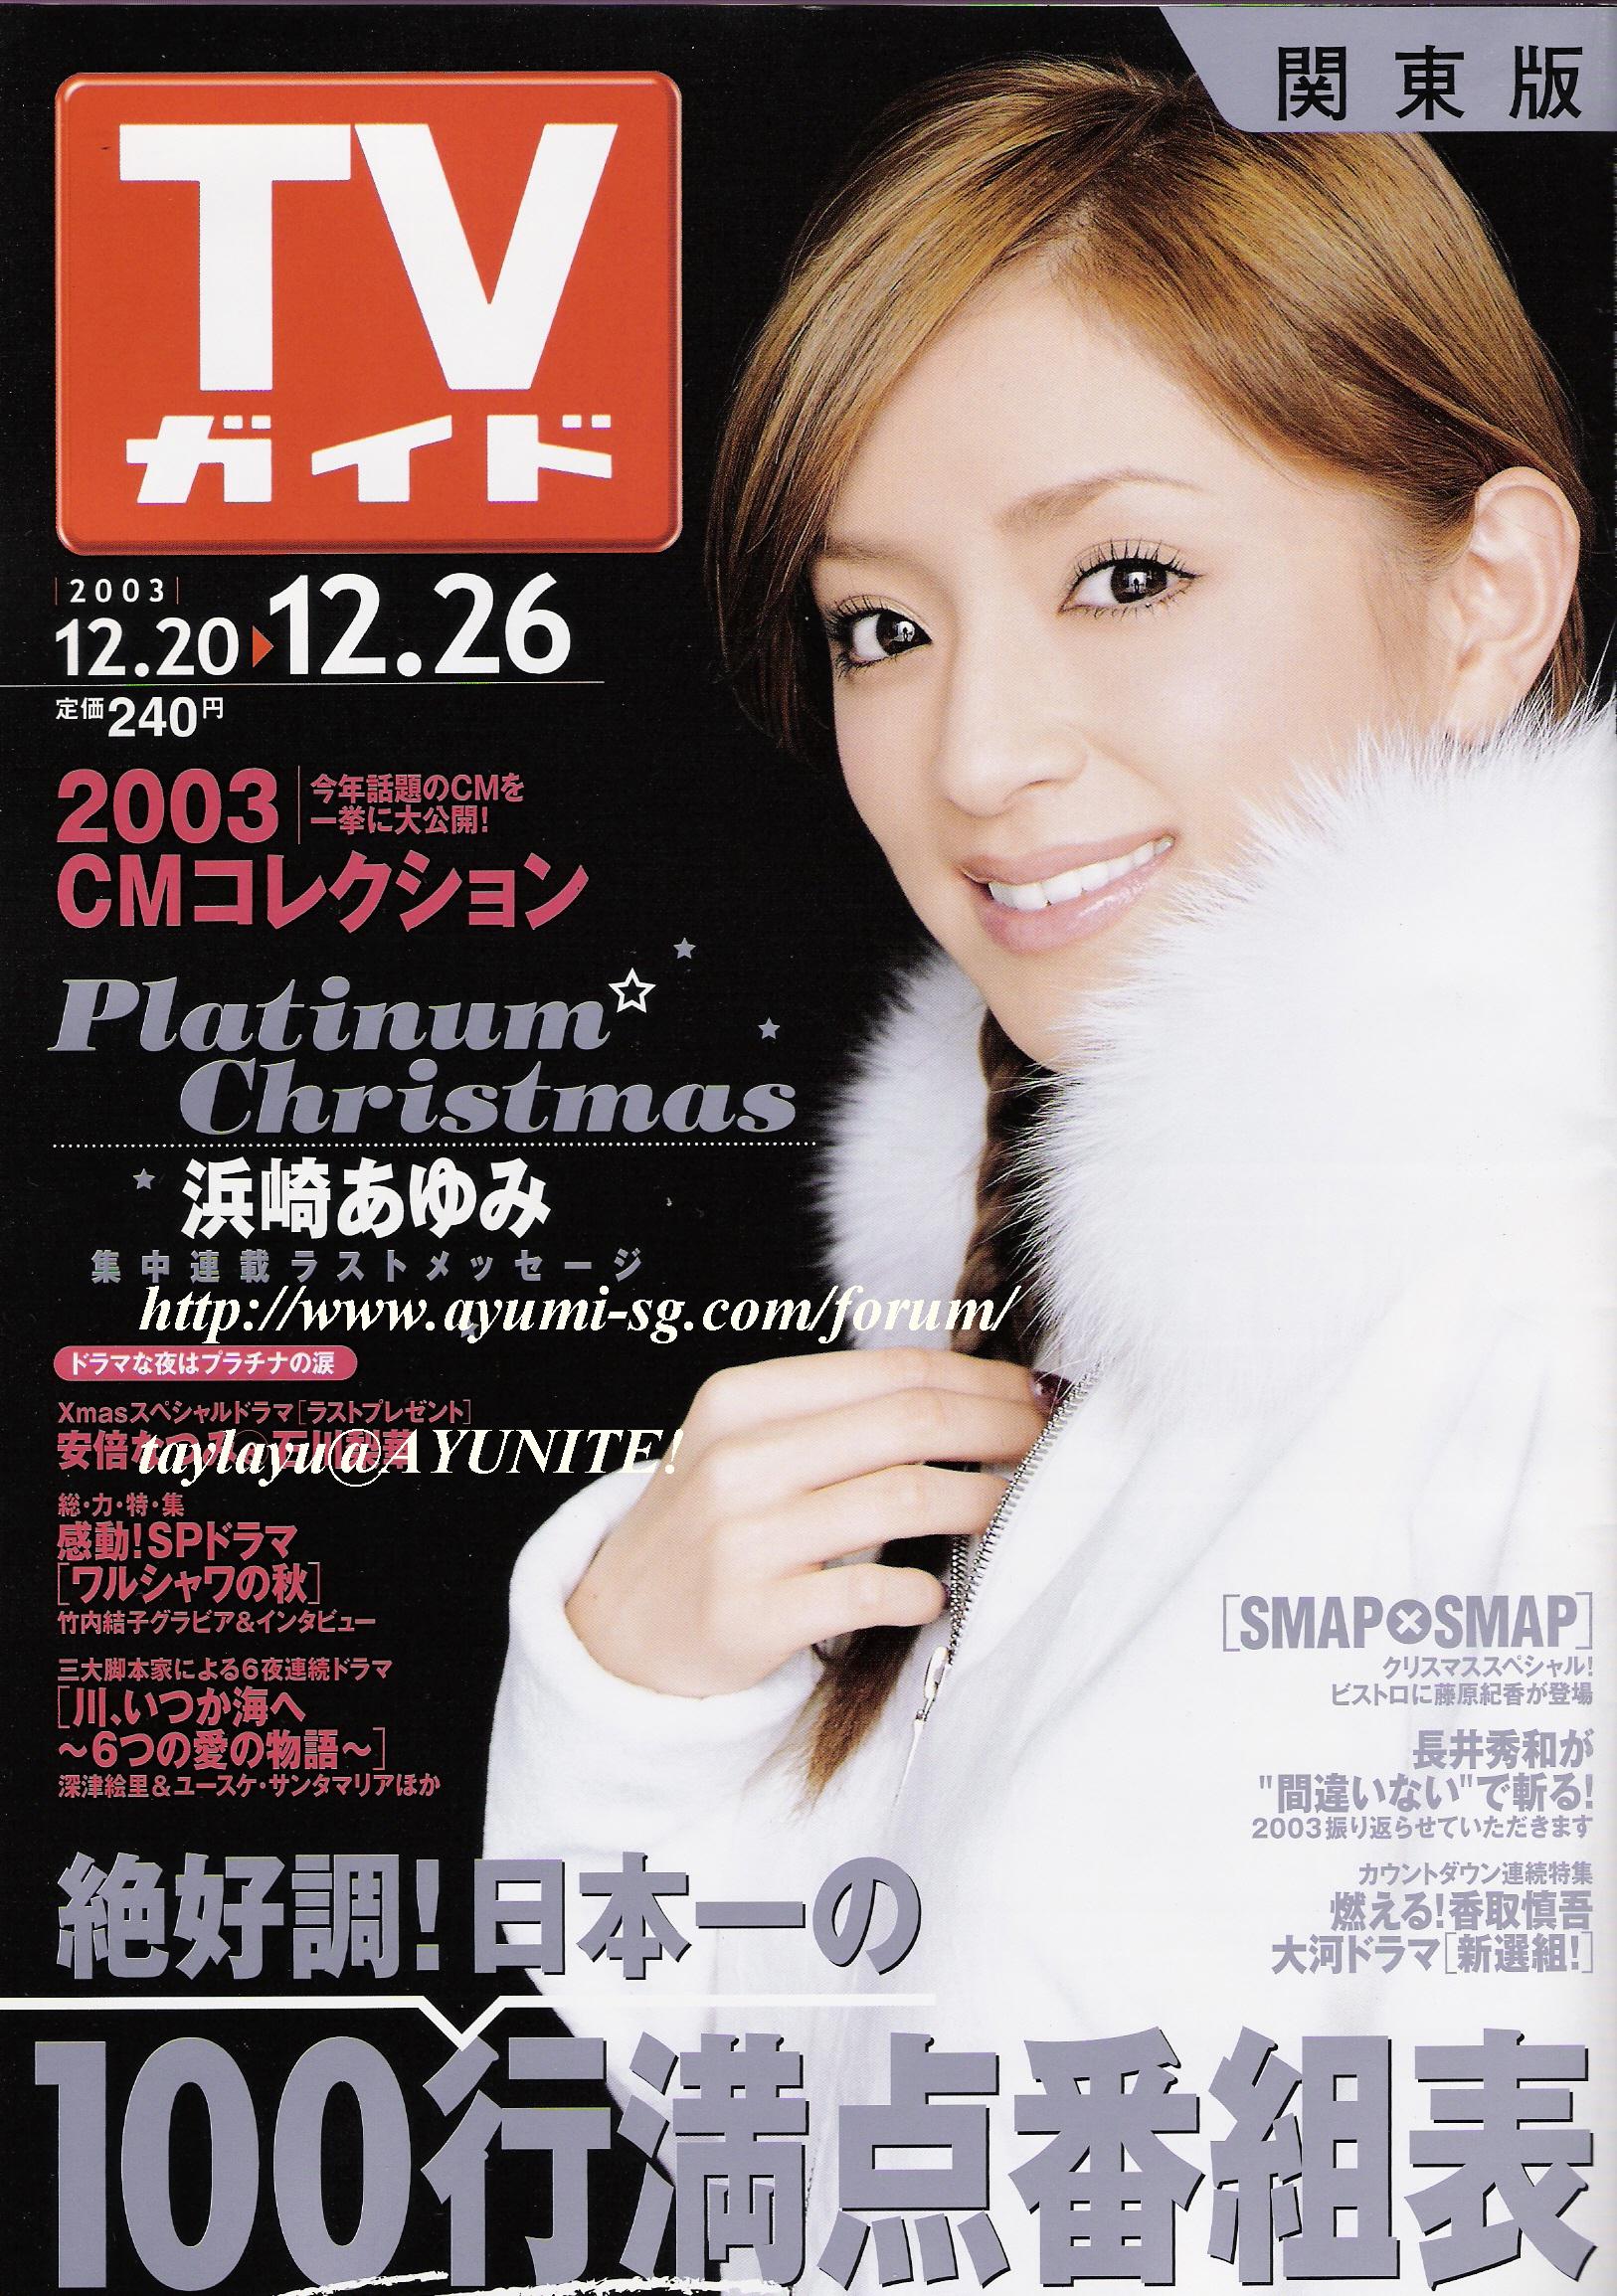 関東版
TV
ガイド
2003
12.20▶12.26
定価240円
2003
今年話題のCMを
一挙に大公開!
CMコレクション
Platinum☆
Christmas
浜崎あゆみ
集中連載ラストメッセージ
http://www.ayumi-sg.com/forum/
ドラマな夜はプラチナの涙
Xmasスペシャルドラマ[ラストプレゼント]
安倍なつみ&石川梨華
taylayu@AYUNITE!
総・力・特・集
感動!SPドラマ
[ワルシャワの秋]
竹内結子グラビア&インタビュー
三大脚本家による6夜連続ドラマ
[川、いつか海へ
～6つの愛の物語～]
深津絵里&ユースケ・サンタマリアほか
[SMAP×SMAP]
クリスマススペシャル!
ビストロに藤原紀香が登場
長井秀和が
"間違いない"で斬る!
2003振り返らせていただきます
カウントダウン連続特集
燃える!香取慎吾
大河ドラマ[新選組!]
絶好調!日本一の
100行満点番組表